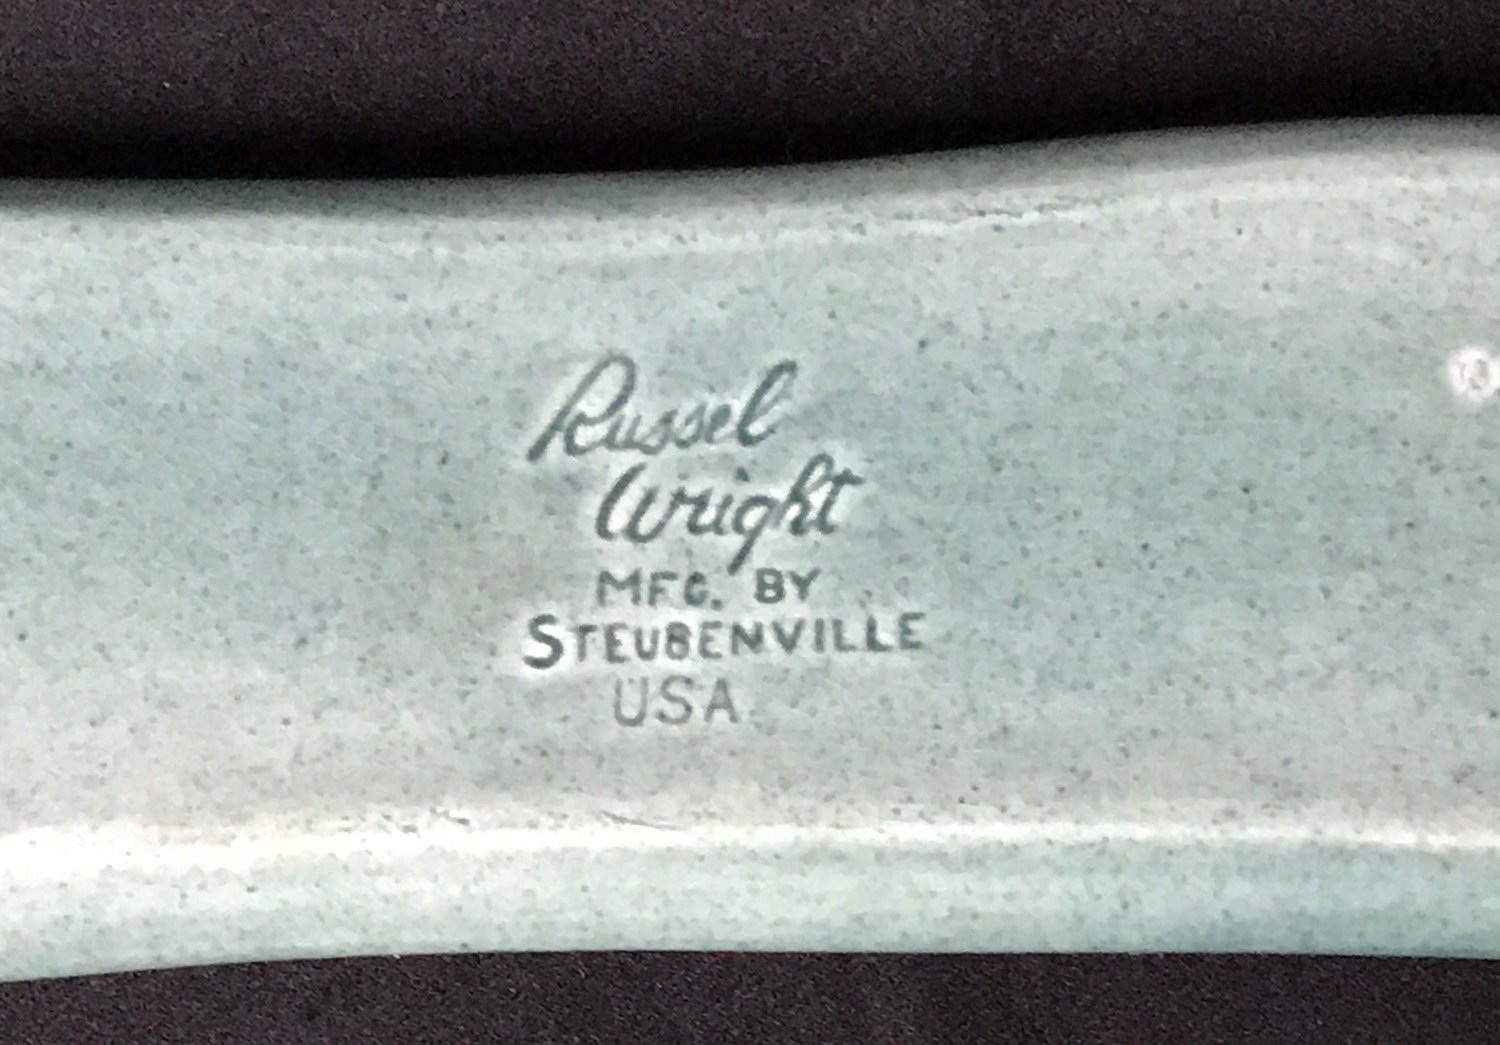 Russel
Wright
MFG. BY
STEUBENVILLE
USA